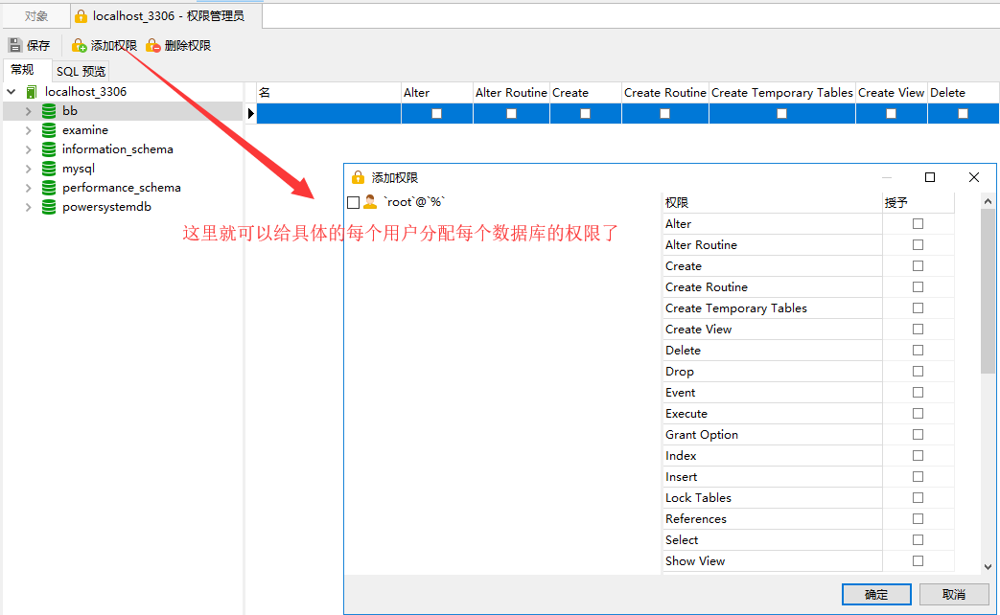 对象
localhost_3306 - 权限管理员
保存
添加权限
删除权限
常规
SQL 预览
localhost_3306
bb
examine
information_schema
mysql
performance_schema
powersystemdb
名 Alter Alter Routine Create Create Routine Create Temporary Tables Create View Delete
添加权限
`root`@`%`
这里就可以给具体的每个用户分配每个数据库的权限了
权限 授予
Alter
Alter Routine
Create
Create Routine
Create Temporary Tables
Create View
Delete
Drop
Event
Execute
Grant Option
Index
Insert
Lock Tables
References
Select
Show View
确定
取消